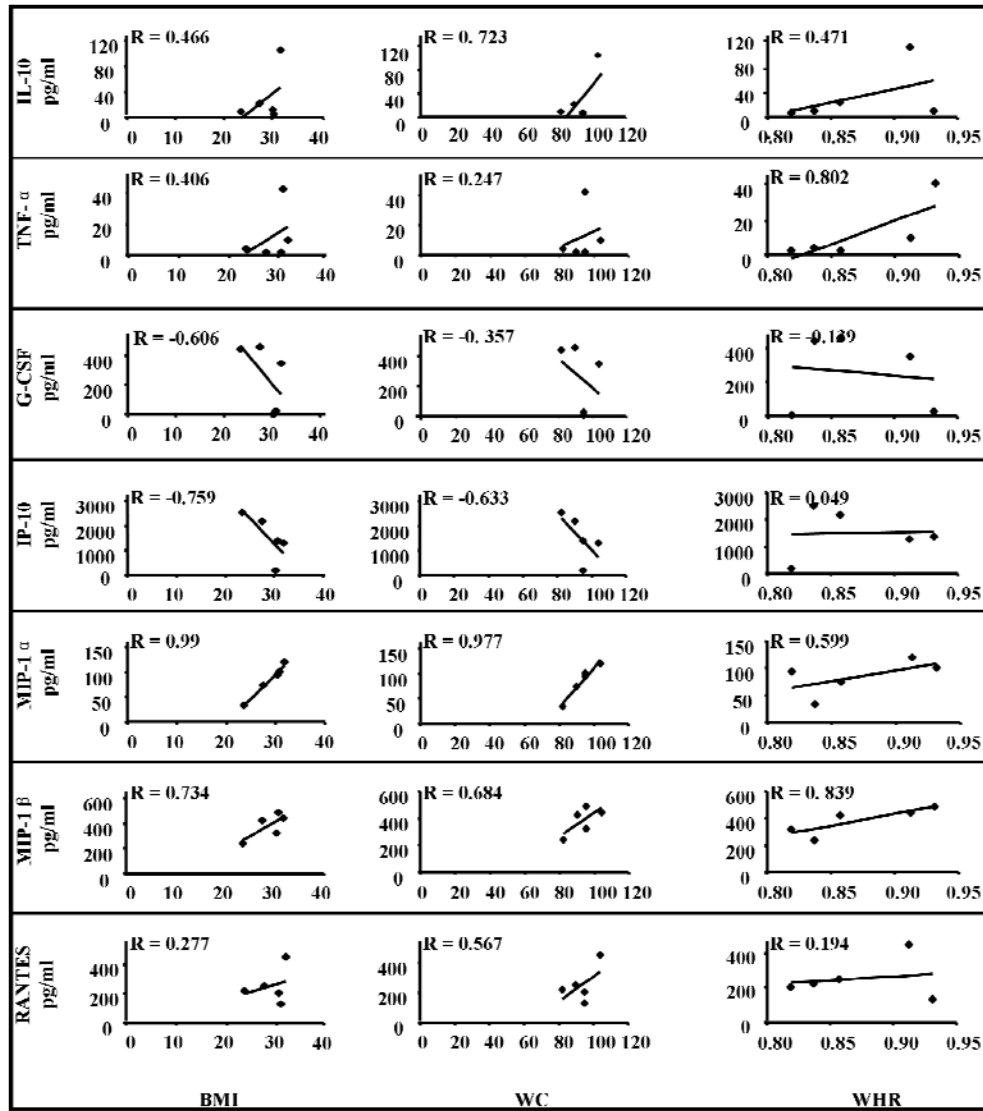 IL-10
pg/ml
R = 0.466
120
80
40
0
0 10 20 30 40
R = 0.723
120
80
40
0
0 20 40 60 80 100 120
R = 0.471
120
80
40
0
0.80 0.85 0.90 0.95
TNF-α
pg/ml
R = 0.406
40
20
0
0 10 20 30 40
R = 0.247
40
20
0
0 20 40 60 80 100 120
R = 0.802
40
20
0
0.80 0.85 0.90 0.95
G-CSF
pg/ml
R = -0.606
400
200
0
0 10 20 30 40
R = -0.357
400
200
0
0 20 40 60 80 100 120
R = -0.139
400
200
0
0.80 0.85 0.90 0.95
IP-10
pg/ml
R = -0.759
3000
2000
1000
0
0 10 20 30 40
R = -0.633
3000
2000
1000
0
0 20 40 60 80 100 120
R = 0.049
3000
2000
1000
0
0.80 0.85 0.90 0.95
MIP-1α
pg/ml
R = 0.99
150
100
50
0
0 10 20 30 40
R = 0.977
150
100
50
0
0 20 40 60 80 100 120
R = 0.599
150
100
50
0
0.80 0.85 0.90 0.95
MIP-1β
pg/ml
R = 0.734
600
400
200
0
0 10 20 30 40
R = 0.684
600
400
200
0
0 20 40 60 80 100 120
R = 0.839
600
400
200
0
0.80 0.85 0.90 0.95
RANTES
pg/ml
R = 0.277
400
200
0
0 10 20 30 40
R = 0.567
400
200
0
0 20 40 60 80 100 120
R = 0.194
400
200
0
0.80 0.85 0.90 0.95
BMI WC WHR